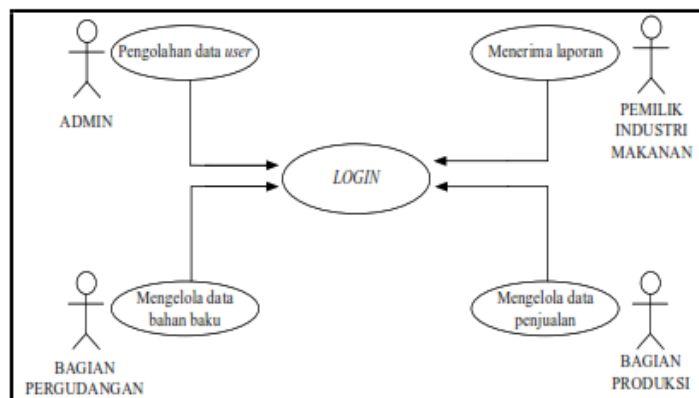 Pengolahan data user
Menerima laporan
ADMIN
PEMILIK
INDUSTRI
MAKANAN
LOGIN
Mengelola data
bahan baku
Mengelola data
penjualan
BAGIAN
PERGUDANGAN
BAGIAN
PRODUKSI